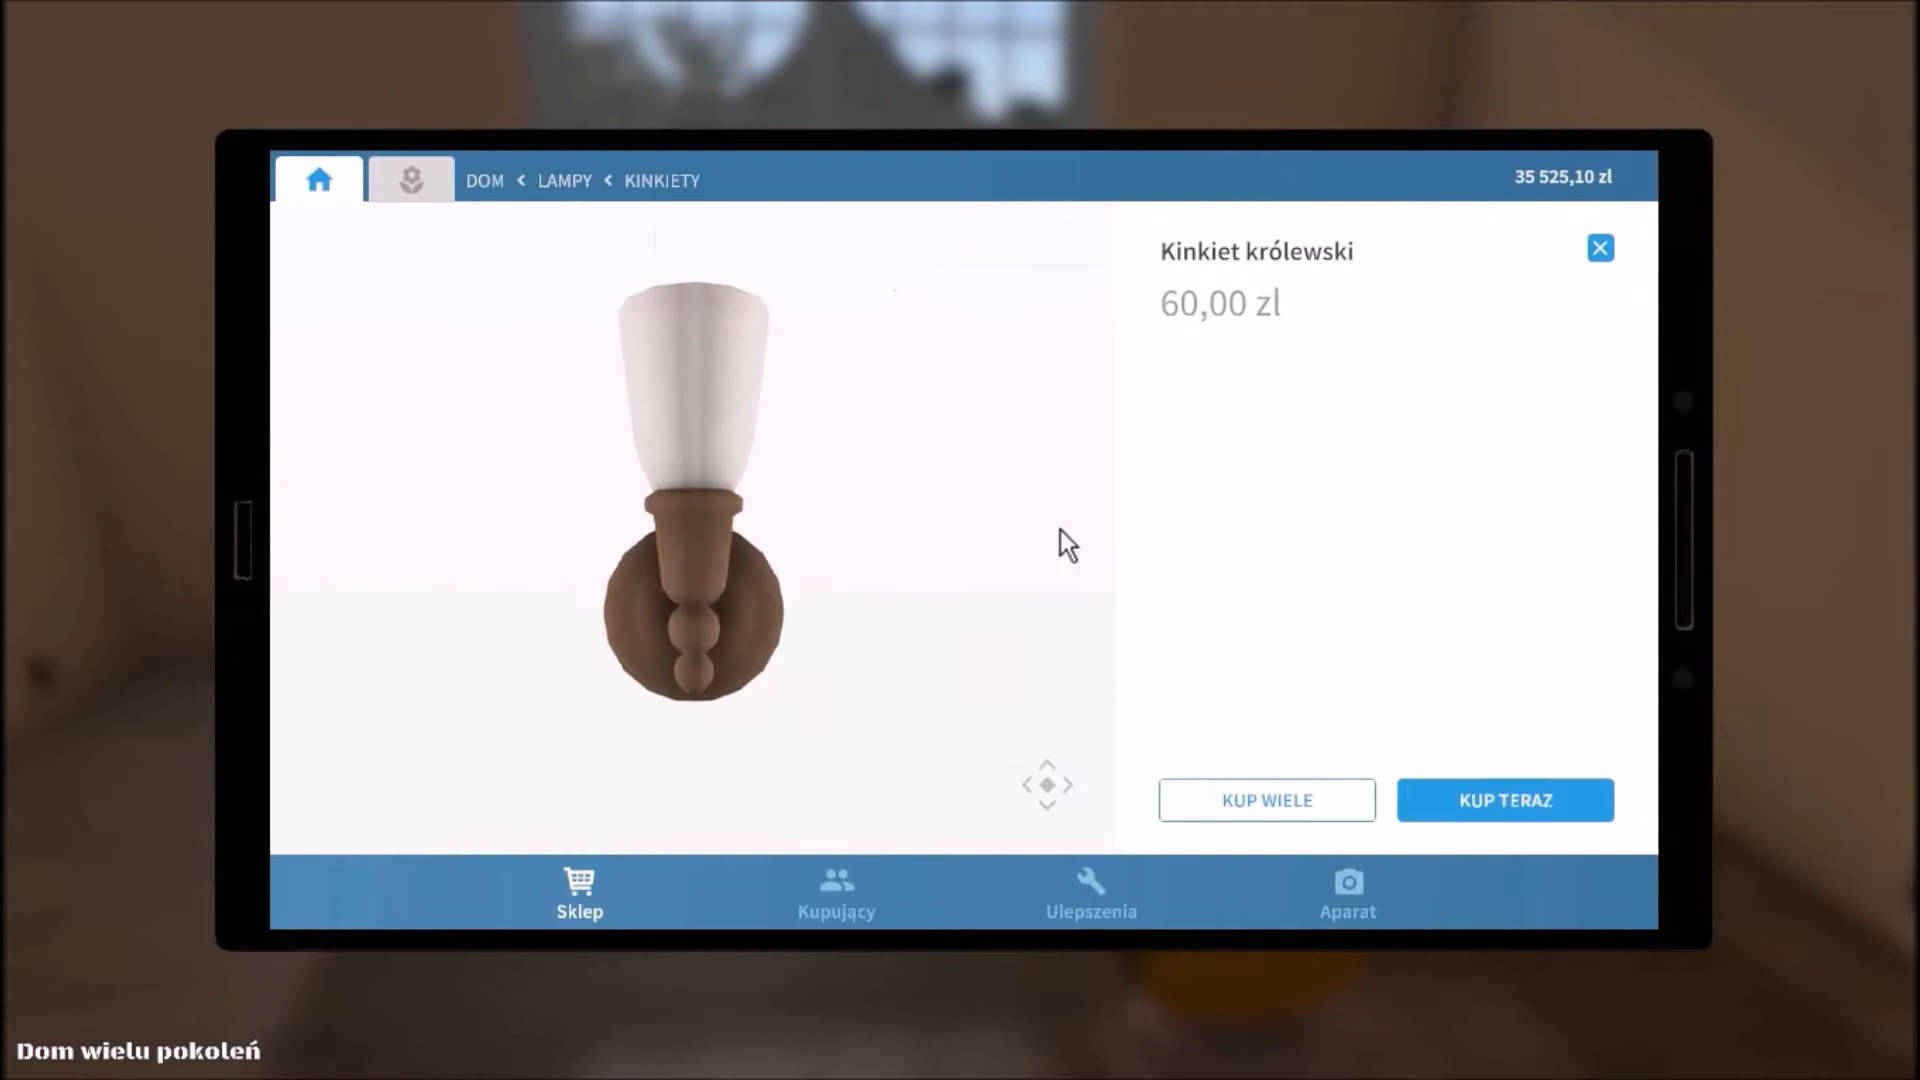 DOM < LAMPY < KINKIETY
35 525,10 zl
Kinkiet królewski
60,00 zl
KUP WIELE
KUP TERAZ
Sklep
Kupujący
Ulepszenia
Aparat
Dom wielu pokoleń